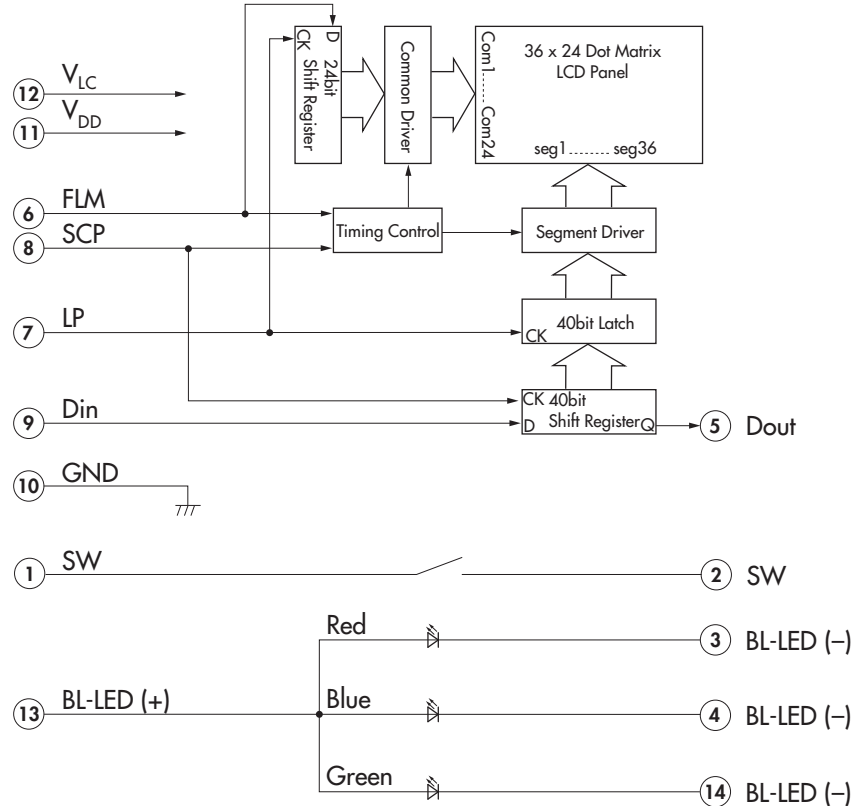 D
CK
24bit
Shift Register
Common Driver
Com1...... Com24
36 x 24 Dot Matrix
LCD Panel
seg1......... seg36
12 VLC
11 VDD
6 FLM
8 SCP
Timing Control
Segment Driver
7 LP
40bit Latch
CK
9 Din
CK 40bit
D Shift Register Q
5 Dout
10 GND
1 SW
2 SW
Red
3 BL-LED (–)
13 BL-LED (+)
Blue
4 BL-LED (–)
Green
14 BL-LED (–)